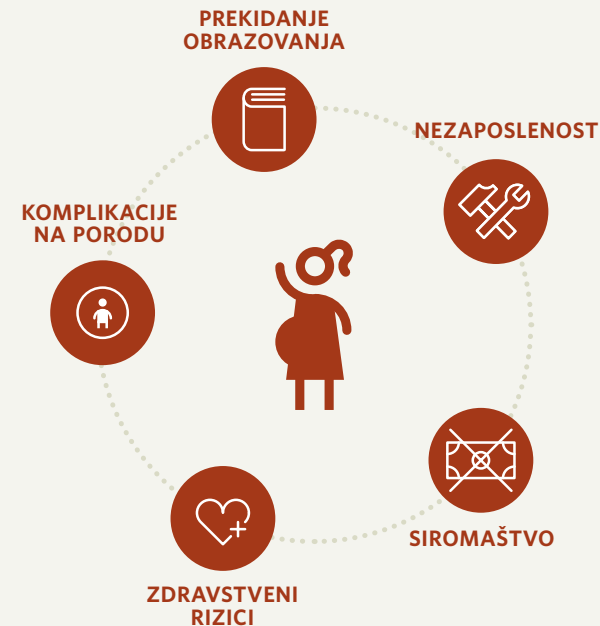 PREKIDANJE
OBRAZOVANJA
NEZAPOSLENOST
KOMPLIKACIJE
NA PORODU
SIROMAŠTVO
ZDRAVSTVENI
RIZICI